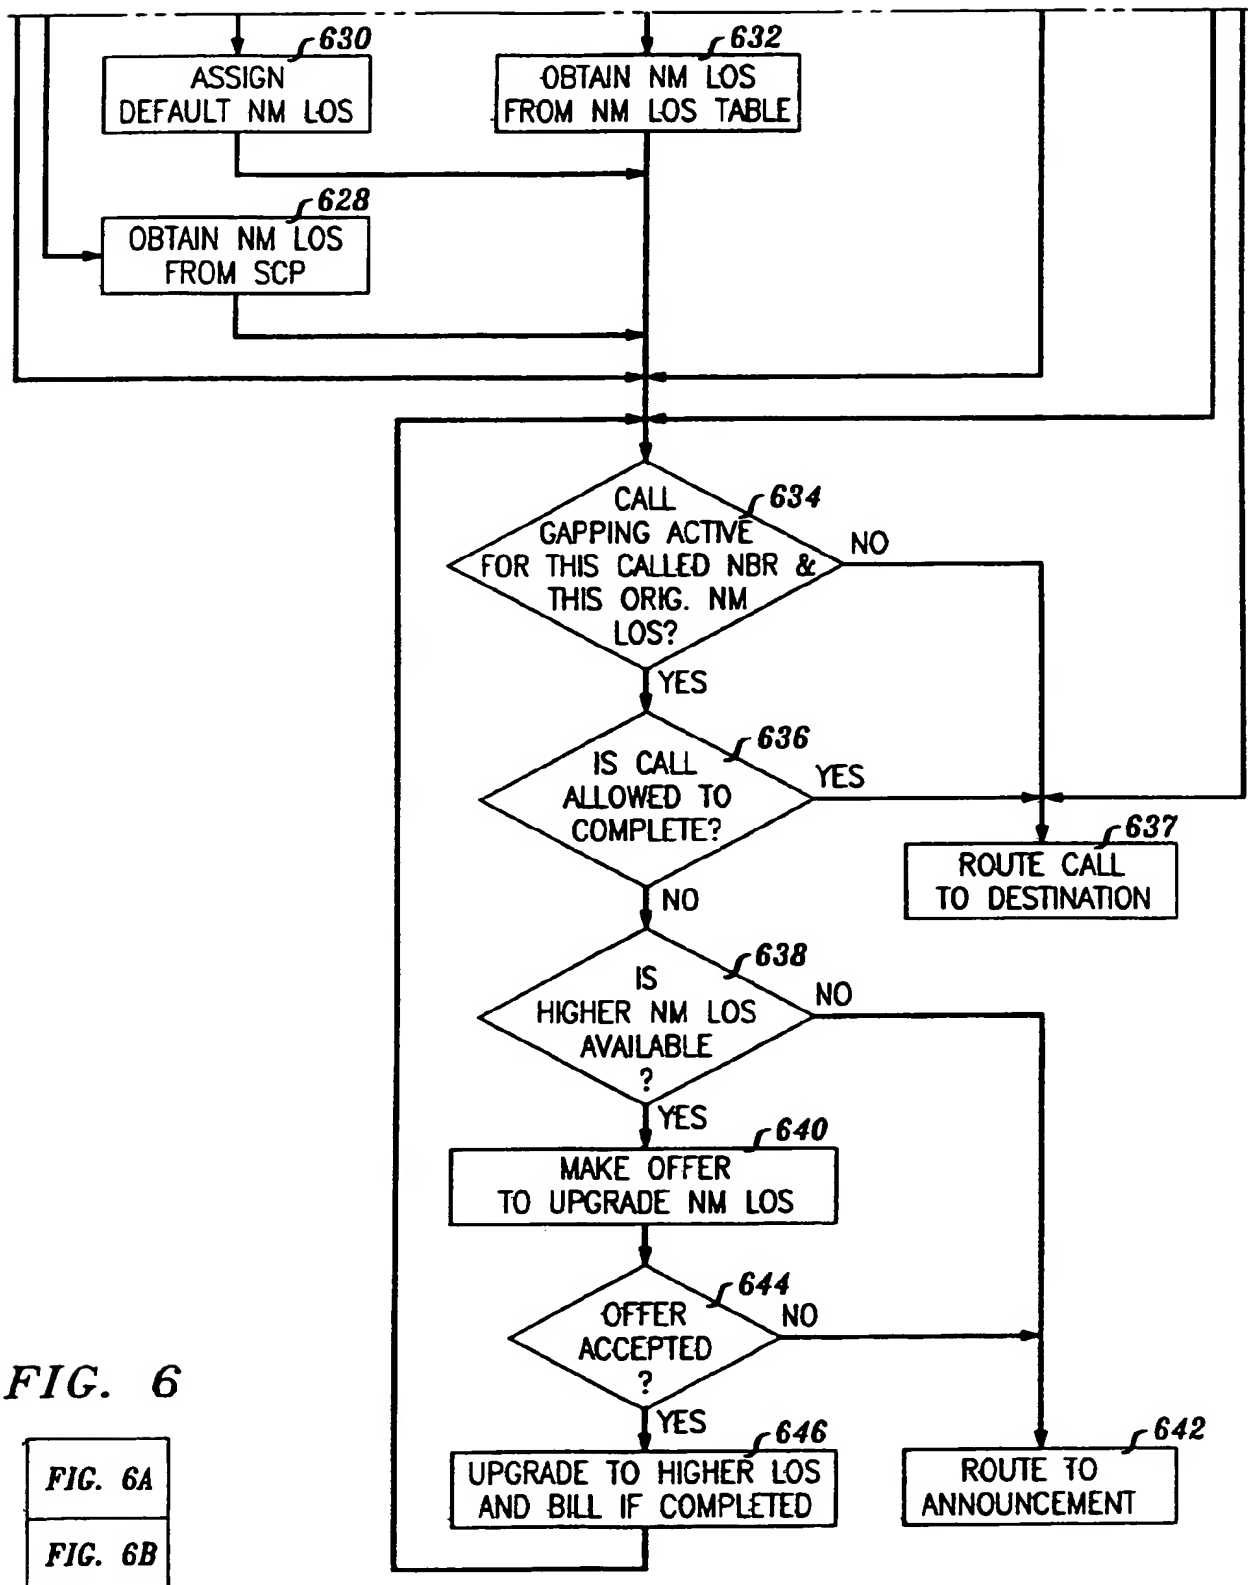 630
ASSIGN
DEFAULT NM LOS
632
OBTAIN NM LOS
FROM NM LOS TABLE
628
OBTAIN NM LOS
FROM SCP
634
CALL
GAPPING ACTIVE
FOR THIS CALLED NBR &
THIS ORIG. NM
LOS?
NO
YES
636
IS CALL
ALLOWED TO
COMPLETE?
YES
NO
637
ROUTE CALL
TO DESTINATION
638
IS
HIGHER NM LOS
AVAILABLE
?
NO
YES
640
MAKE OFFER
TO UPGRADE NM LOS
644
OFFER
ACCEPTED
?
NO
YES
646
UPGRADE TO HIGHER LOS
AND BILL IF COMPLETED
642
ROUTE TO
ANNOUNCEMENT
FIG. 6
FIG. 6A
FIG. 6B